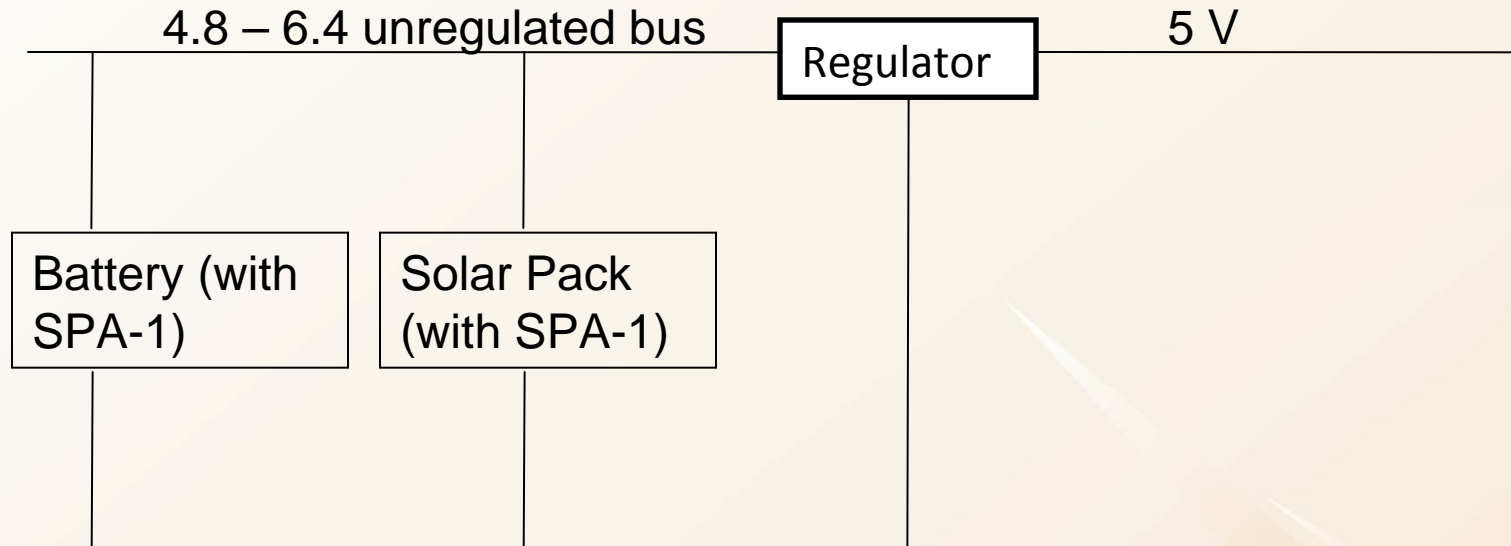 4.8 – 6.4 unregulated bus
Regulator
5 V
Battery (with
SPA-1)
Solar Pack
(with SPA-1)